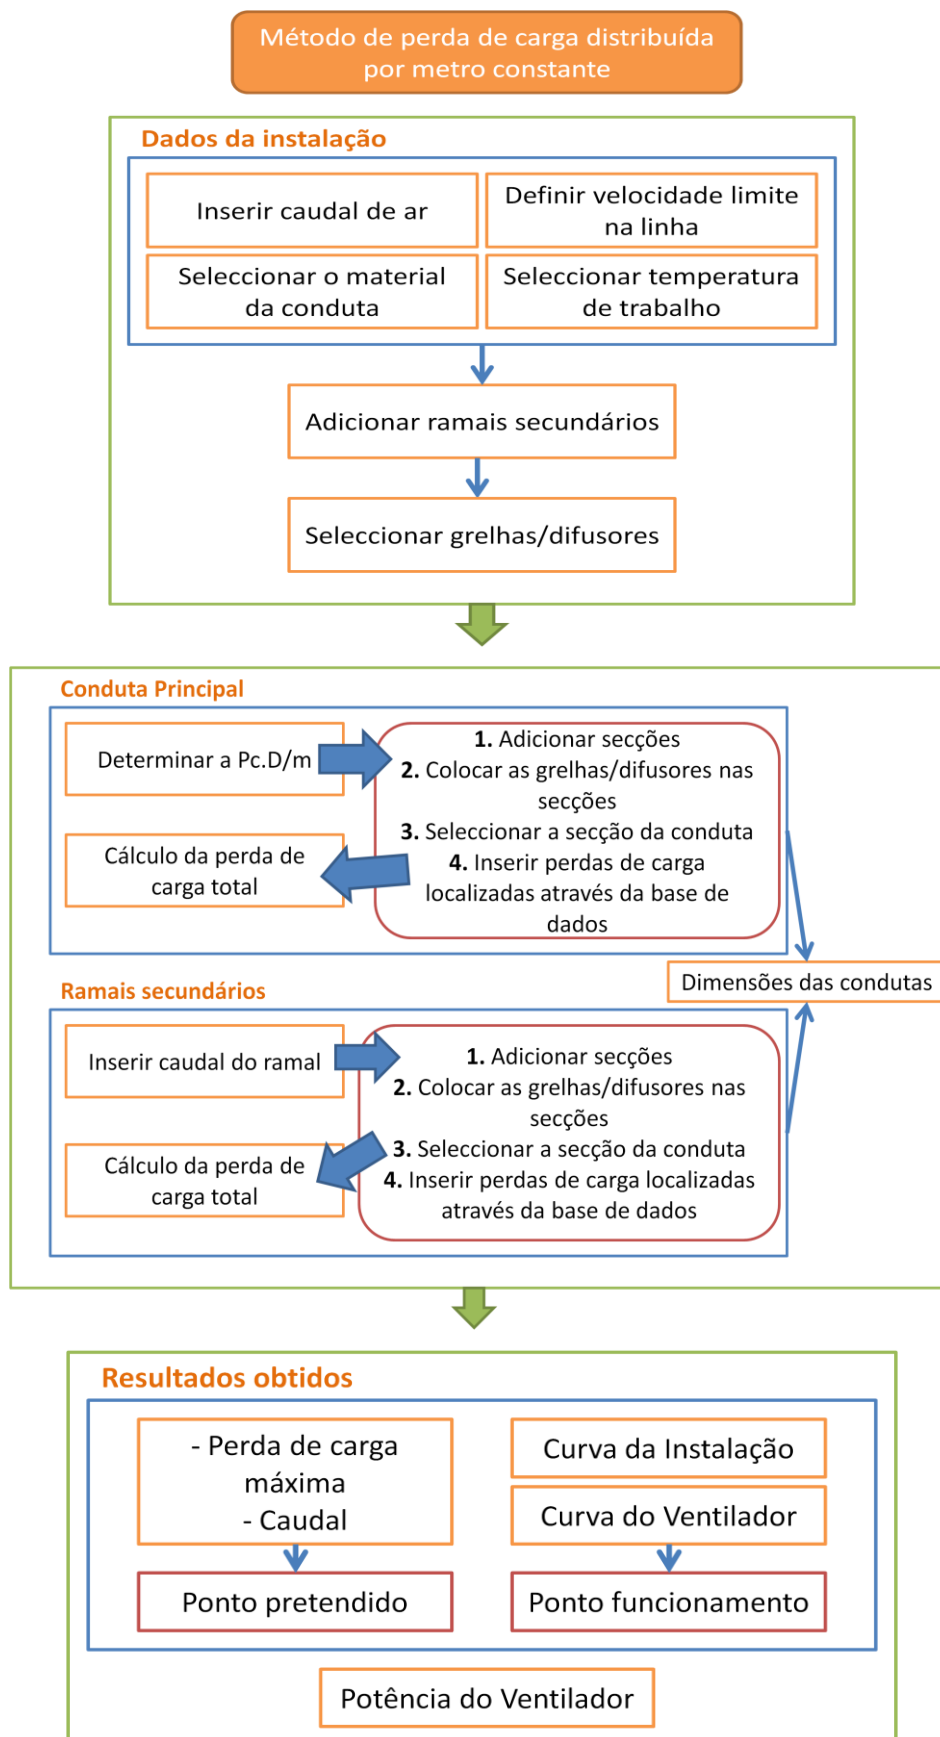 Método de perda de carga distribuída
por metro constante
Dados da instalação
Inserir caudal de ar
Definir velocidade limite
na linha
Seleccionar o material
da conduta
Seleccionar temperatura
de trabalho
Adicionar ramais secundários
Seleccionar grelhas/difusores
Conduta Principal
Determinar a Pc.D/m
1. Adicionar secções
2. Colocar as grelhas/difusores nas
secções
3. Seleccionar a secção da conduta
4. Inserir perdas de carga
localizadas através da base de
dados
Cálculo da perda de
carga total
Dimensões das condutas
Ramais secundários
Inserir caudal do ramal
1. Adicionar secções
2. Colocar as grelhas/difusores nas
secções
3. Seleccionar a secção da conduta
4. Inserir perdas de carga localizadas
através da base de dados
Cálculo da perda de
carga total
Resultados obtidos
- Perda de carga
máxima
- Caudal
Curva da Instalação
Curva do Ventilador
Ponto pretendido
Ponto funcionamento
Potência do Ventilador